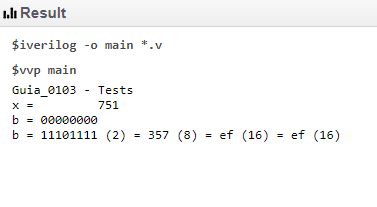 Result
$iverilog -o main *.v
$vvp main
Guia_0103 - Tests
x =         751
b = 00000000
b = 11101111 (2) = 357 (8) = ef (16) = ef (16)